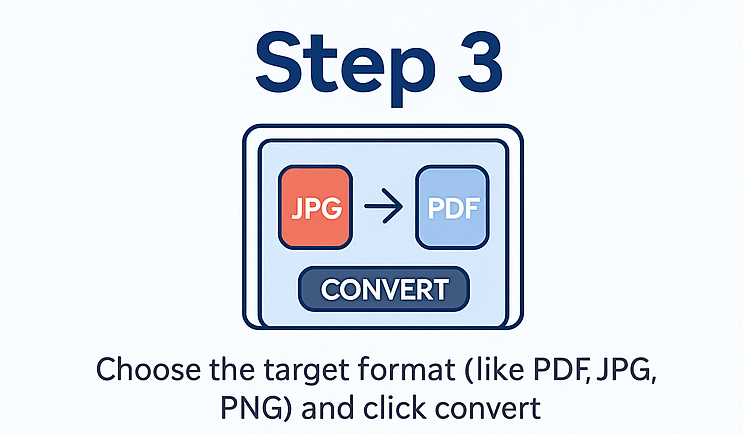 Step 3
JPG → PDF
CONVERT
Choose the target format (like PDF, JPG,
PNG) and click convert